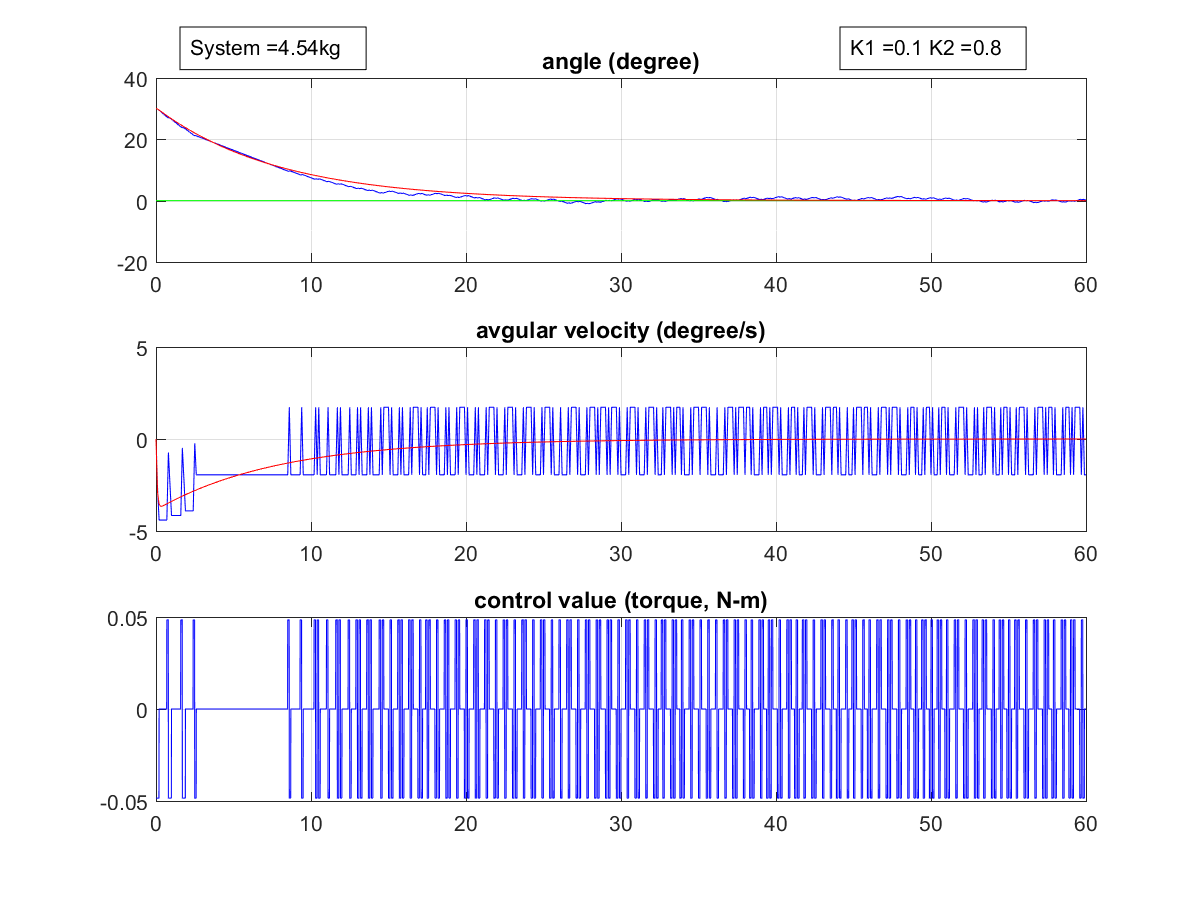 System =4.54kg
K1 =0.1 K2 =0.8
angle (degree)
40
20
0
-20
0 10 20 30 40 50 60
avgular velocity (degree/s)
5
0
-5
0 10 20 30 40 50 60
control value (torque, N-m)
0.05
0
-0.05
0 10 20 30 40 50 60